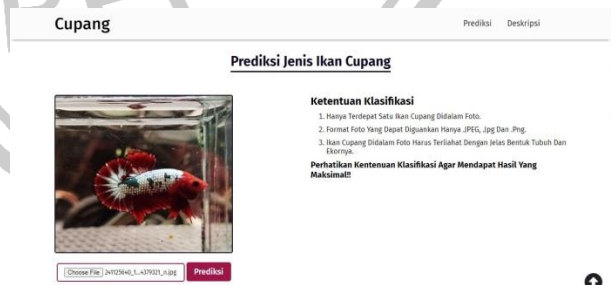 Cupang
Prediksi Deskripsi
Prediksi Jenis Ikan Cupang
Ketentuan Klasifikasi
1. Hanya Terdepat Satu Ikan Cupang Didalam Foto.
2. Format Foto Yang Dapat Diguankan Hanya .JPEG, .Jpg Dan .Png.
3. Ikan Cupang Didalam Foto Harus Terliahat Dengan Jelas Bentuk Tubuh Dan
Ekornya.
Perhatikan Kentenuan Klasifikasi Agar Mendapat Hasil Yang
Maksimal!!
Choose File
Prediksi